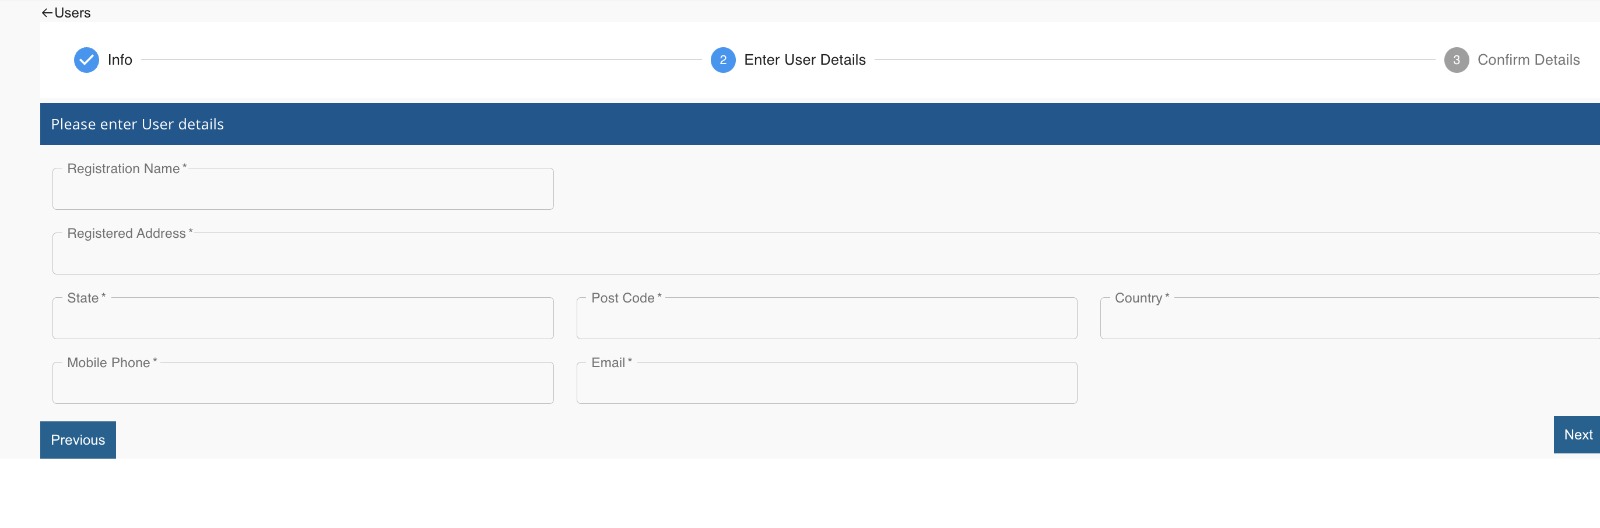 ←Users
Info 2 Enter User Details 3 Confirm Details
Please enter User details
Registration Name *
Registered Address *
State * Post Code * Country *
Mobile Phone * Email *
Previous Next